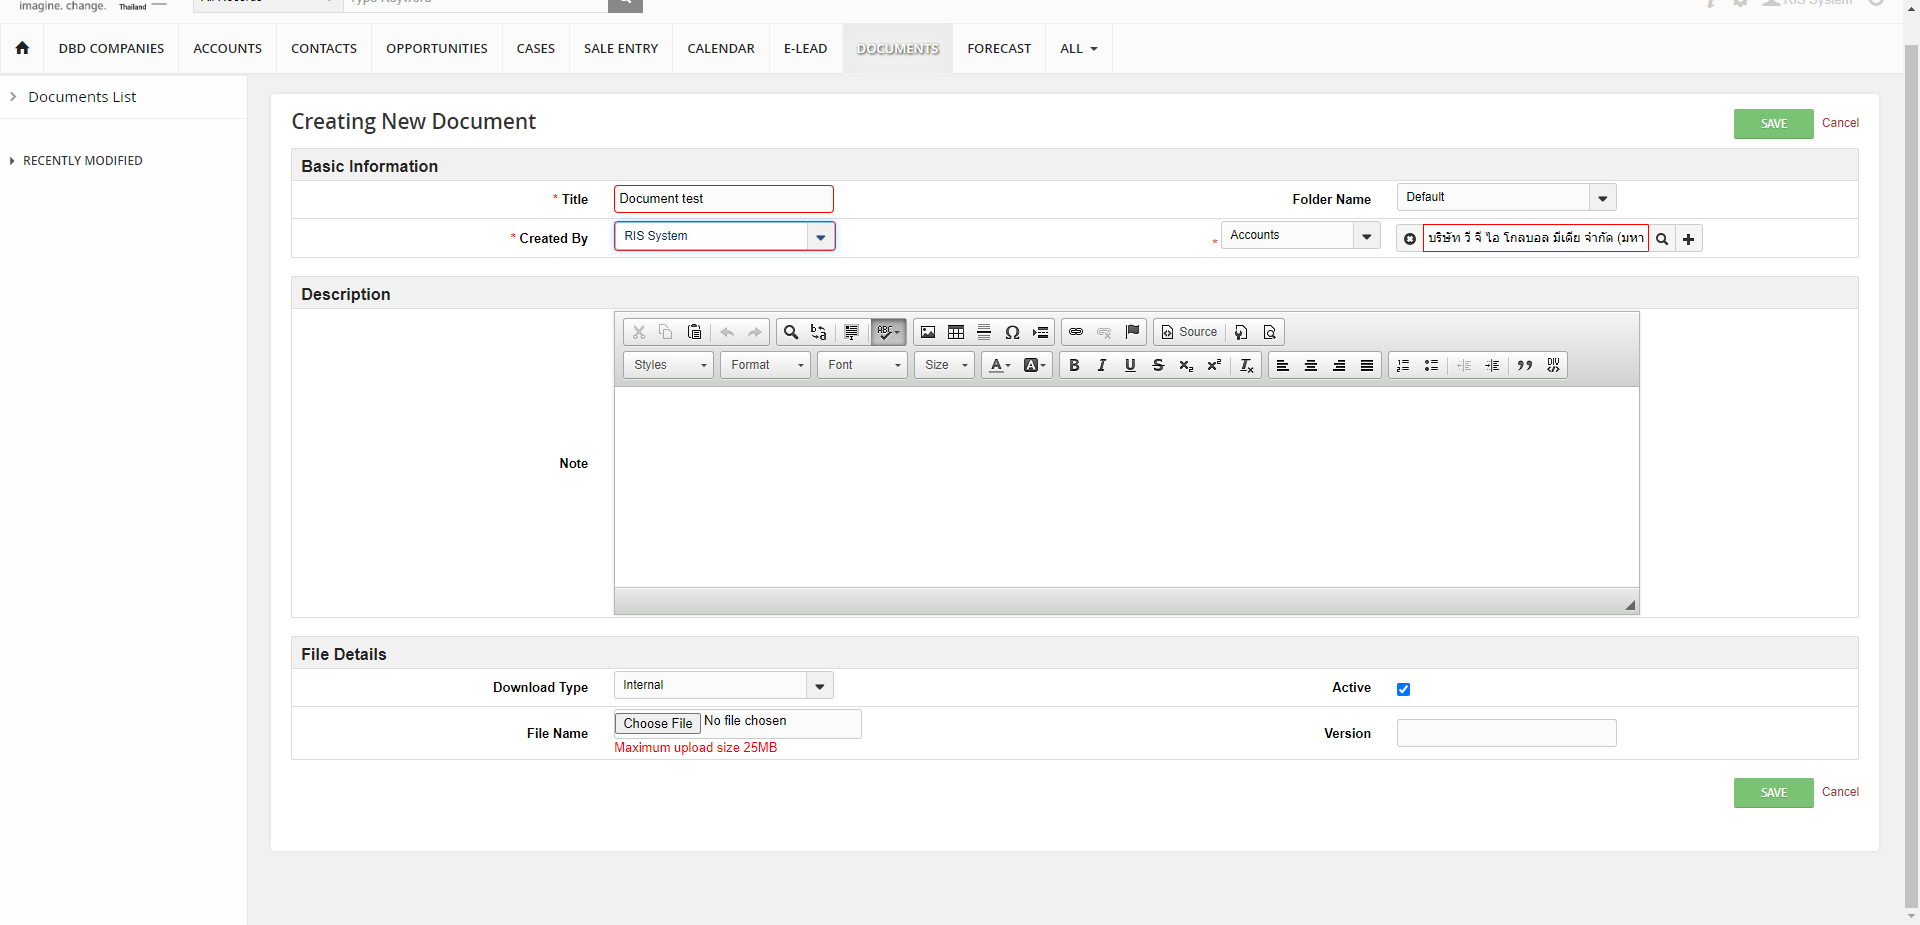 imagine. change. Thailand
RIS System
DBD COMPANIES ACCOUNTS CONTACTS OPPORTUNITIES CASES SALE ENTRY CALENDAR E-LEAD DOCUMENTS FORECAST ALL
Documents List
RECENTLY MODIFIED
Creating New Document
SAVE Cancel
Basic Information
* Title Document test Folder Name Default
* Created By RIS System * Accounts บริษัท วี จี ไอ โกลบอล มีเดีย จำกัด (มหา
Description
Source
Styles Format Font Size
Note
File Details
Download Type Internal Active
File Name Choose File No file chosen Version
Maximum upload size 25MB
SAVE Cancel